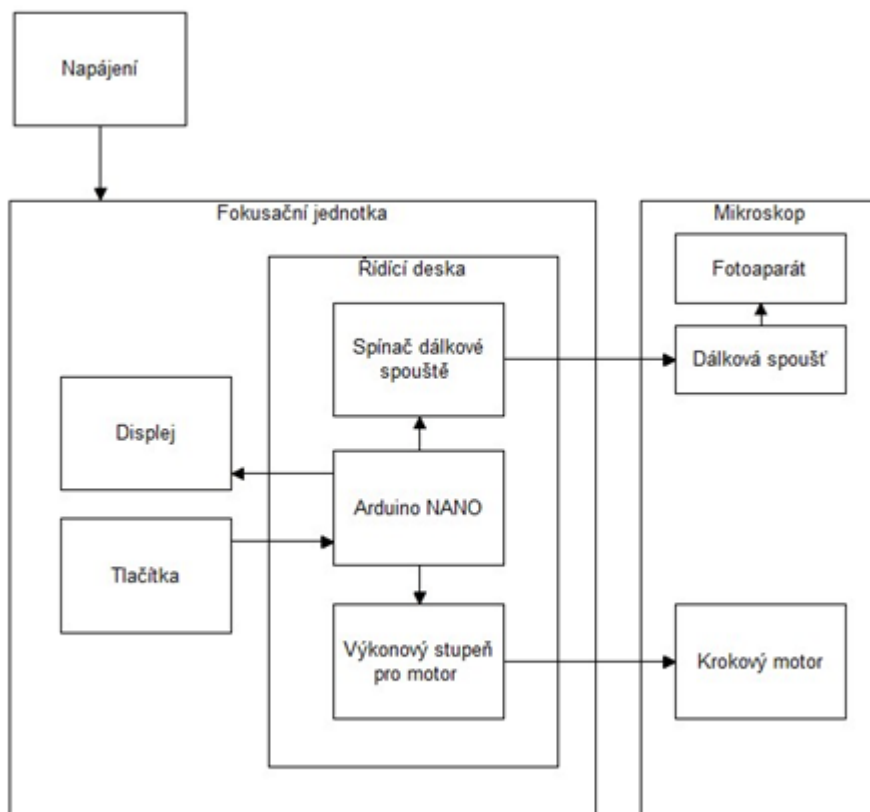 Napájení
Fokusační jednotka
Mikroskop
Řídící deska
Fotoaparát
Spínač dálkové
spouště
Dálková spoušť
Displej
Arduino NANO
Tlačítka
Výkonový stupeň
pro motor
Krokový motor